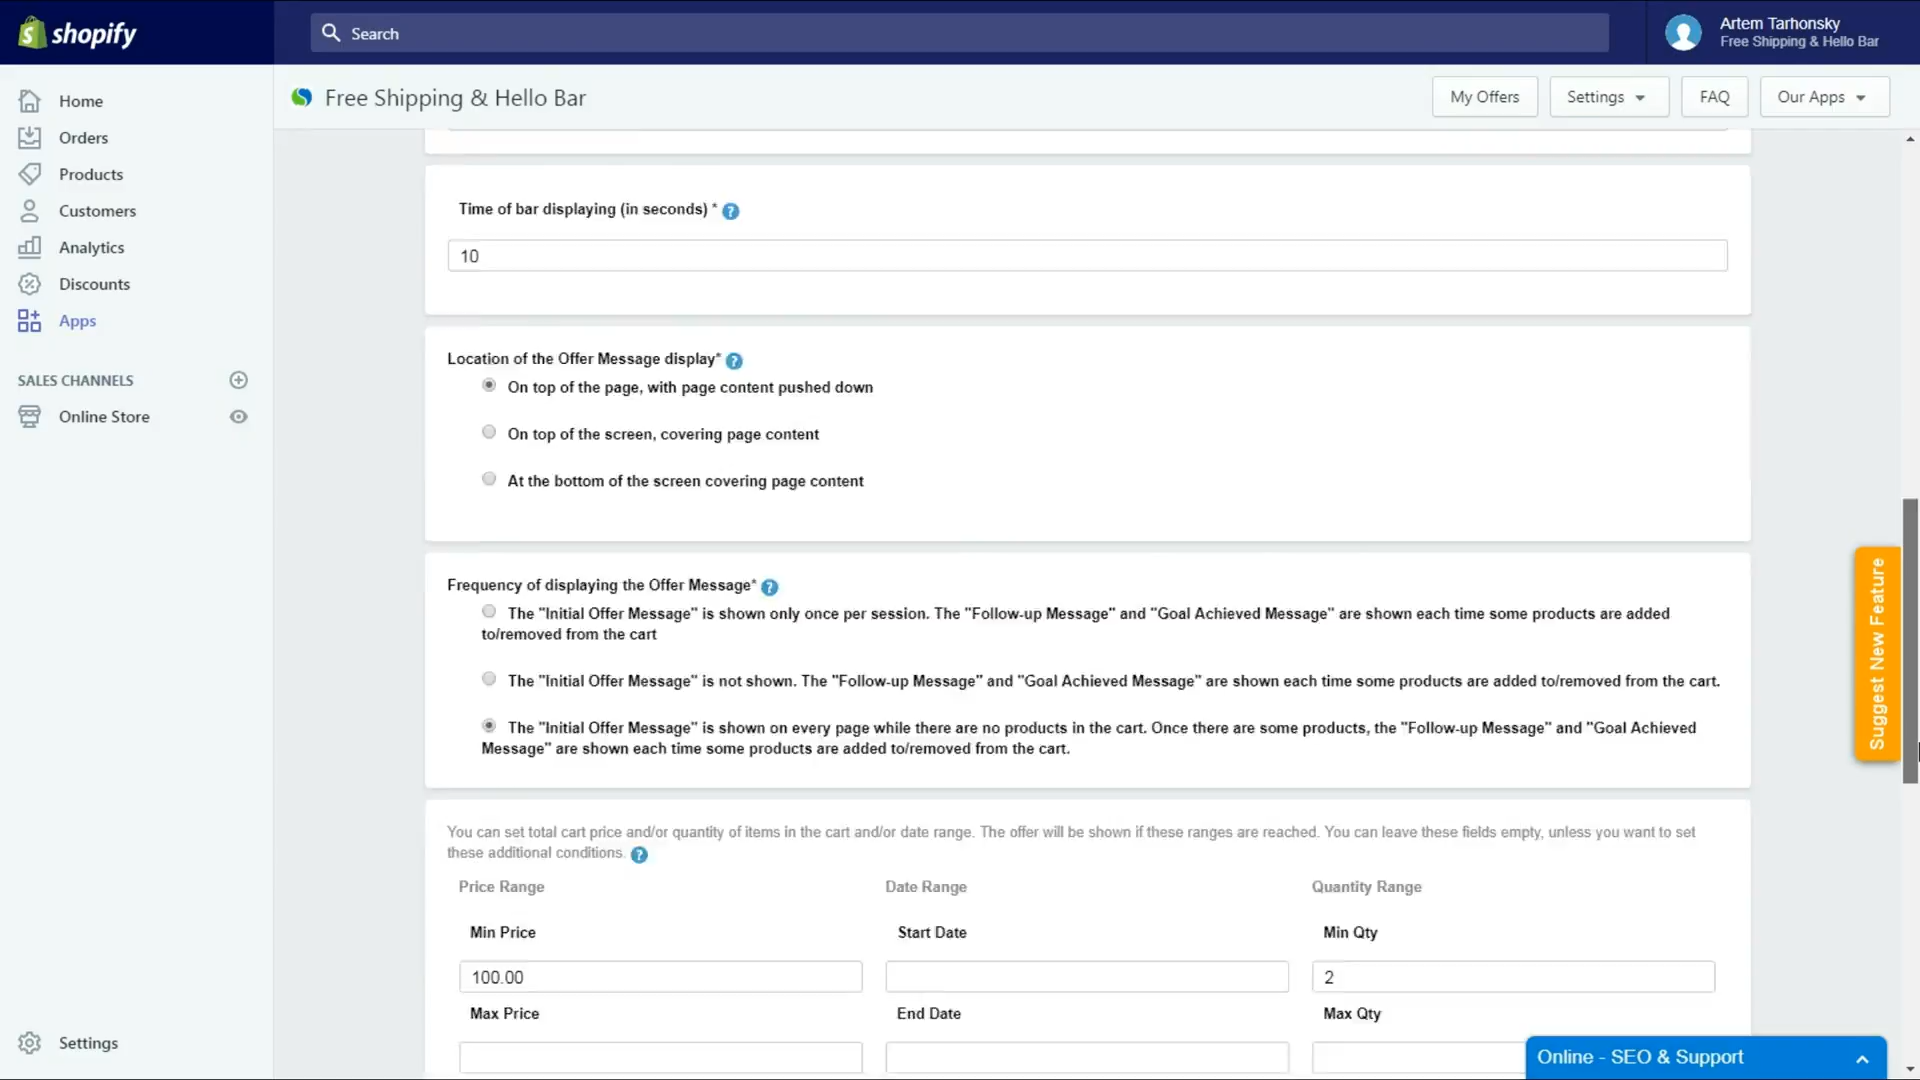 shopify
Search
Artem Tarhonsky
Free Shipping & Hello Bar
Home
Orders
Products
Customers
Analytics
Discounts
Apps
SALES CHANNELS
Online Store
Settings
Free Shipping & Hello Bar
My Offers
Settings
FAQ
Our Apps
Time of bar displaying (in seconds) *
10
Location of the Offer Message display*
On top of the page, with page content pushed down
On top of the screen, covering page content
At the bottom of the screen covering page content
Frequency of displaying the Offer Message*
The "Initial Offer Message" is shown only once per session. The "Follow-up Message" and "Goal Achieved Message" are shown each time some products are added
to/removed from the cart
The "Initial Offer Message" is not shown. The "Follow-up Message" and "Goal Achieved Message" are shown each time some products are added to/removed from the cart.
The "Initial Offer Message" is shown on every page while there are no products in the cart. Once there are some products, the "Follow-up Message" and "Goal Achieved
Message" are shown each time some products are added to/removed from the cart.
You can set total cart price and/or quantity of items in the cart and/or date range. The offer will be shown if these ranges are reached. You can leave these fields empty, unless you want to set
these additional conditions.
Price Range
Date Range
Quantity Range
Min Price
Start Date
Min Qty
100.00
2
Max Price
End Date
Max Qty
Suggest New Feature
Online - SEO & Support